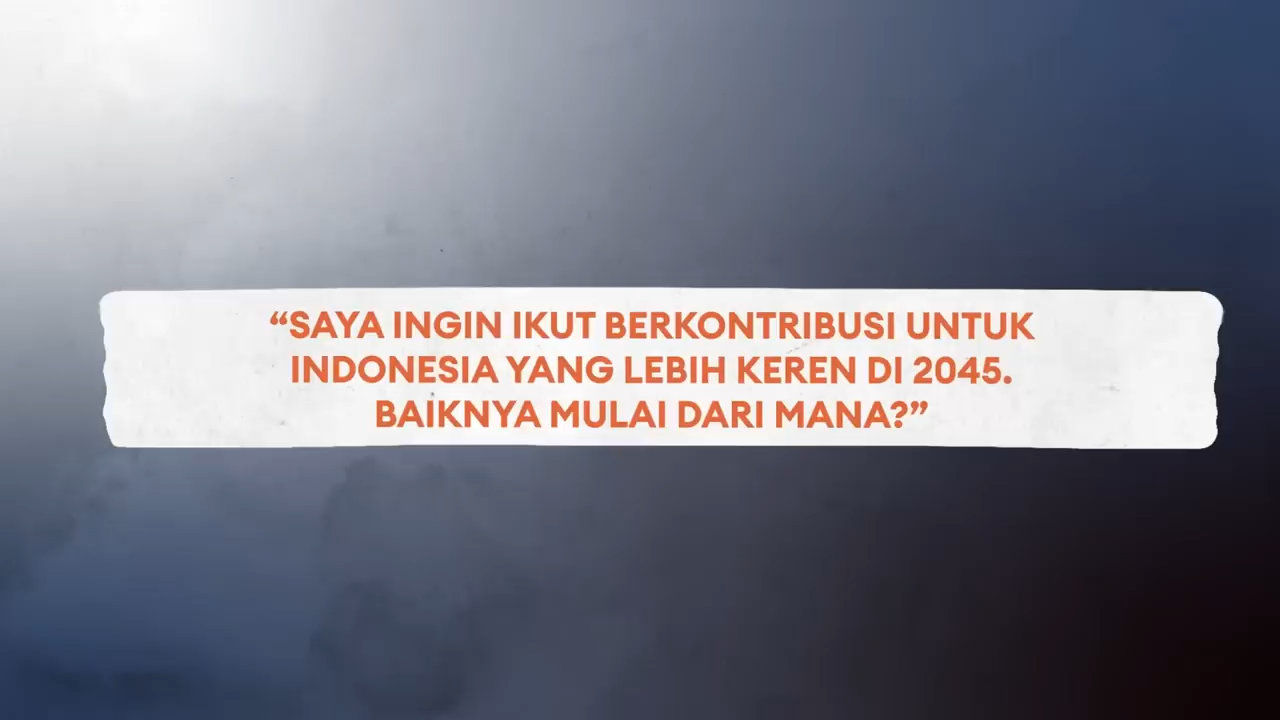 “SAYA INGIN IKUT BERKONTRIBUSI UNTUK
INDONESIA YANG LEBIH KEREN DI 2045.
BAIKNYA MULAI DARI MANA?”